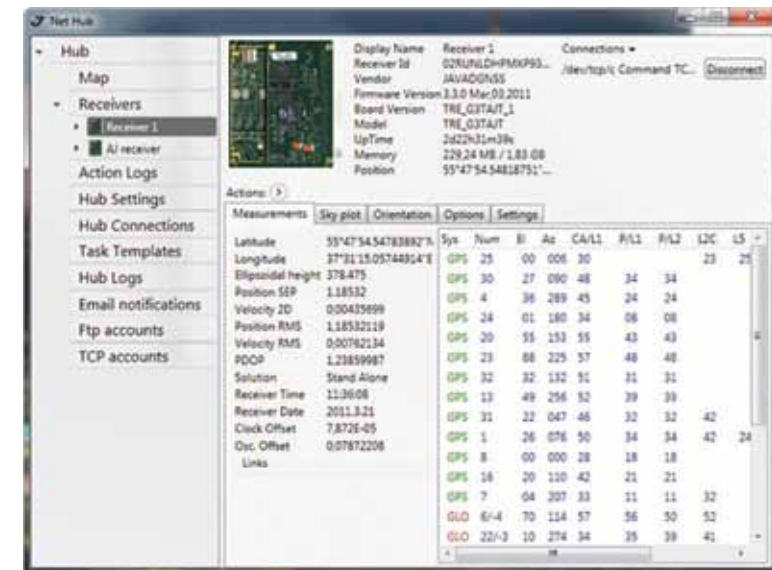 Net Hub
Hub
Map
Receivers
Receiver 1
AJ receiver
Action Logs
Hub Settings
Hub Connections
Task Templates
Hub Logs
Email notifications
Ftp accounts
TCP accounts
Display Name Receiver 1
Receiver Id
Vendor JAVADGNSS
Firmware Version 3.3.0 Mar,03,2011
Board Version TRE_G3TAJT_1
Model TRE_G3TAJT
UpTime 2d22h31m39s
Memory 229,24 MB / 1,83 GB
Position 55°47'54.54818751"...
Connections
/dev/tcp/c Command TC...
Disconnect
Actions:
Measurements Sky plot Orientation Options Settings
Latitude 55°47'54.54783892"N
Longitude 37°31'15.05744914"E
Ellipsoidal height 378.475
Position SEP 1.18532
Velocity 2D 0,00435699
Position RMS 1,18532119
Velocity RMS 0,00762134
PDOP 1,23859987
Solution Stand Alone
Receiver Time 11:36:08
Receiver Date 2011.3.21
Clock Offset 7,872E-05
Osc. Offset 0,07872208
Links
Sys Num El Az CA/L1 P/L1 P/L2 L2C L5
GPS 25 00 006 30 23 25
GPS 30 27 090 48 34 34
GPS 4 36 289 45 24 24
GPS 24 01 180 34 08 08
GPS 20 55 153 55 43 43
GPS 23 88 225 57 48 48
GPS 32 32 132 51 31 31
GPS 13 49 256 52 39 39
GPS 31 22 047 46 32 32 42
GPS 1 26 076 50 34 34 42 24
GPS 8 00 000 28 18 18
GPS 16 20 110 42 21 21
GPS 7 04 207 33 11 11 32
GLO 6/-4 70 114 57 56 50 52
GLO 22/-3 10 274 34 35 39 41